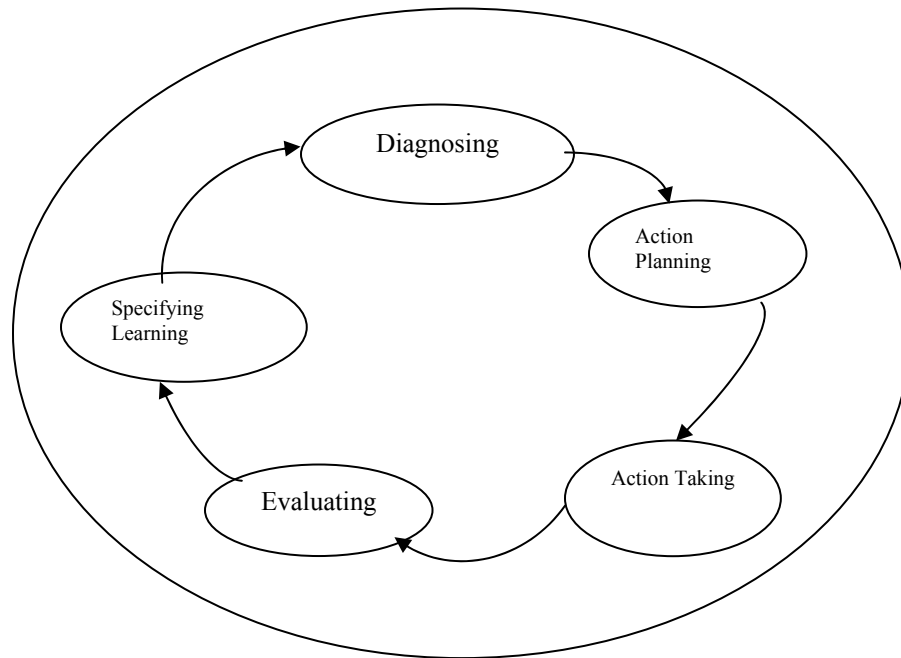 Diagnosing
Action
Planning
Action Taking
Evaluating
Specifying
Learning